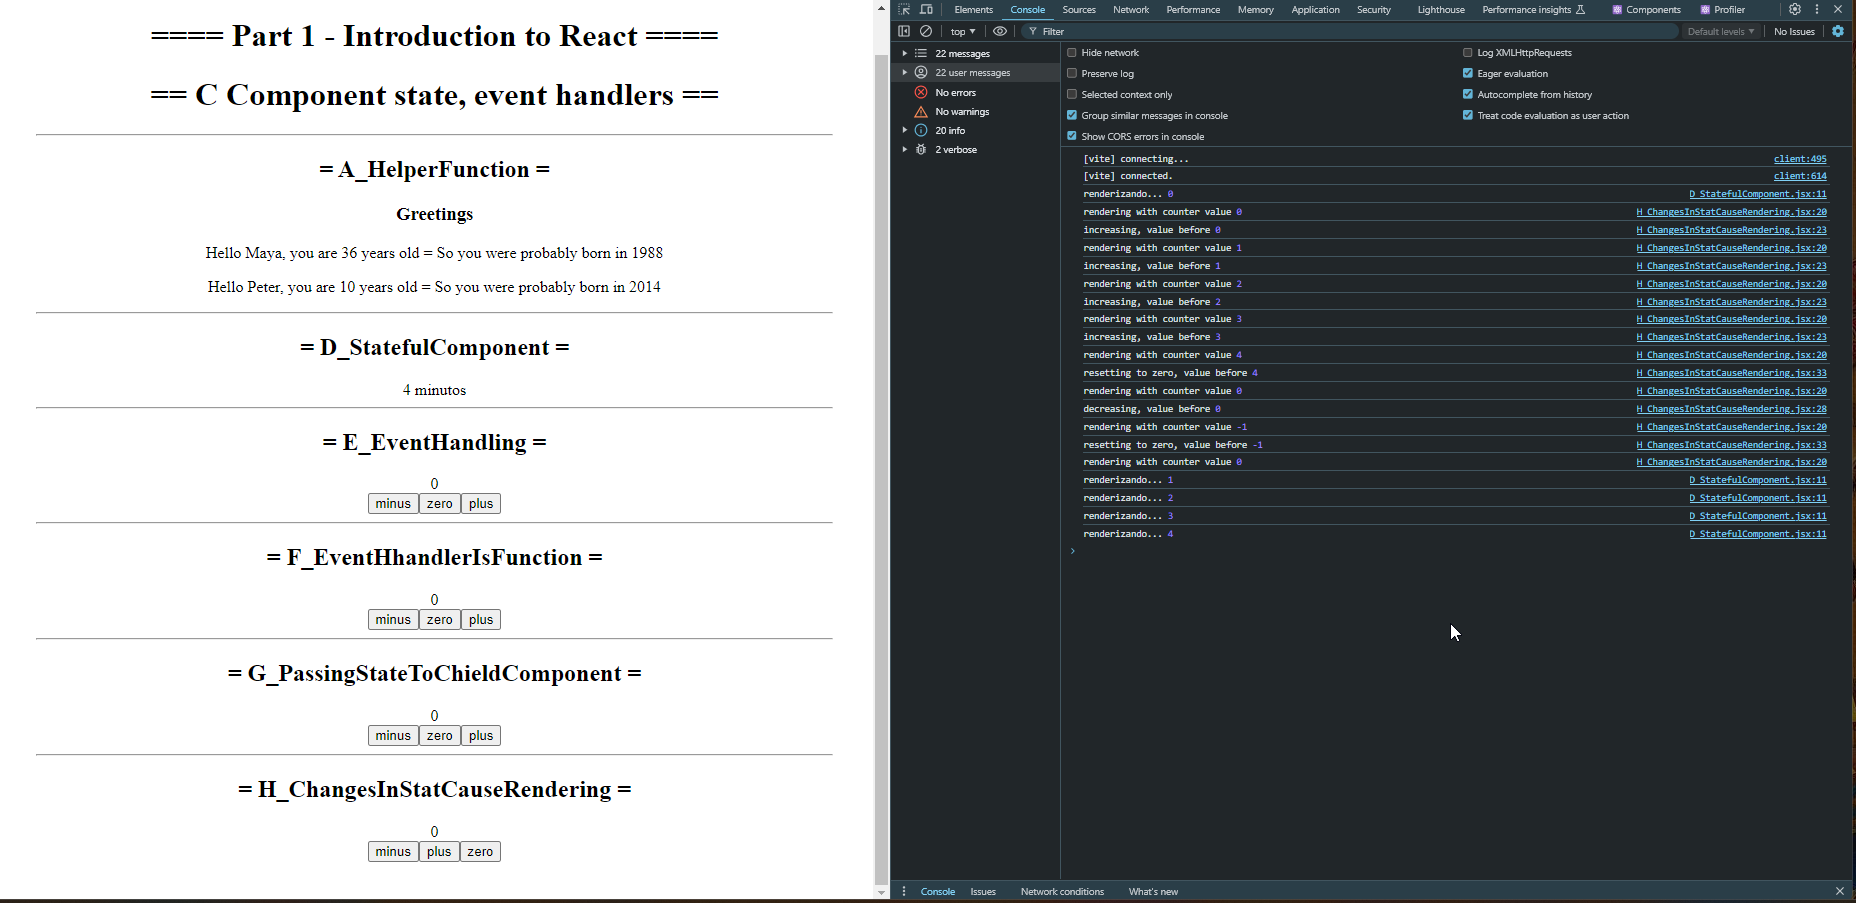 ==== Part 1 - Introduction to React ====
== C Component state, event handlers ==
= A_HelperFunction =
Greetings
Hello Maya, you are 36 years old = So you were probably born in 1988
Hello Peter, you are 10 years old = So you were probably born in 2014
= D_StatefulComponent =
4 minutos
= E_EventHandling =
0
minus zero plus
= F_EventHhandlerIsFunction =
0
minus zero plus
= G_PassingStateToChieldComponent =
0
minus zero plus
= H_ChangesInStatCauseRendering =
0
minus plus zero
Elements Console Sources Network Performance Memory Application Security Lighthouse Performance insights Components Profiler
top Filter Default levels No Issues
22 messages
22 user messages
No errors
No warnings
20 info
2 verbose
Hide network Log XMLHttpRequests
Preserve log Eager evaluation
Selected context only Autocomplete from history
Group similar messages in console Treat code evaluation as user action
Show CORS errors in console
[vite] connecting... client:495
[vite] connected. client:614
renderizando... 0 D_StatefulComponent.jsx:11
rendering with counter value 0 H_ChangesInStatCauseRendering.jsx:20
increasing, value before 0 H_ChangesInStatCauseRendering.jsx:23
rendering with counter value 1 H_ChangesInStatCauseRendering.jsx:20
increasing, value before 1 H_ChangesInStatCauseRendering.jsx:23
rendering with counter value 2 H_ChangesInStatCauseRendering.jsx:20
increasing, value before 2 H_ChangesInStatCauseRendering.jsx:23
rendering with counter value 3 H_ChangesInStatCauseRendering.jsx:20
increasing, value before 3 H_ChangesInStatCauseRendering.jsx:23
rendering with counter value 4 H_ChangesInStatCauseRendering.jsx:20
resetting to zero, value before 4 H_ChangesInStatCauseRendering.jsx:33
rendering with counter value 0 H_ChangesInStatCauseRendering.jsx:20
decreasing, value before 0 H_ChangesInStatCauseRendering.jsx:28
rendering with counter value -1 H_ChangesInStatCauseRendering.jsx:20
resetting to zero, value before -1 H_ChangesInStatCauseRendering.jsx:33
rendering with counter value 0 H_ChangesInStatCauseRendering.jsx:20
renderizando... 1 D_StatefulComponent.jsx:11
renderizando... 2 D_StatefulComponent.jsx:11
renderizando... 3 D_StatefulComponent.jsx:11
renderizando... 4 D_StatefulComponent.jsx:11
Console Issues Network conditions What's new